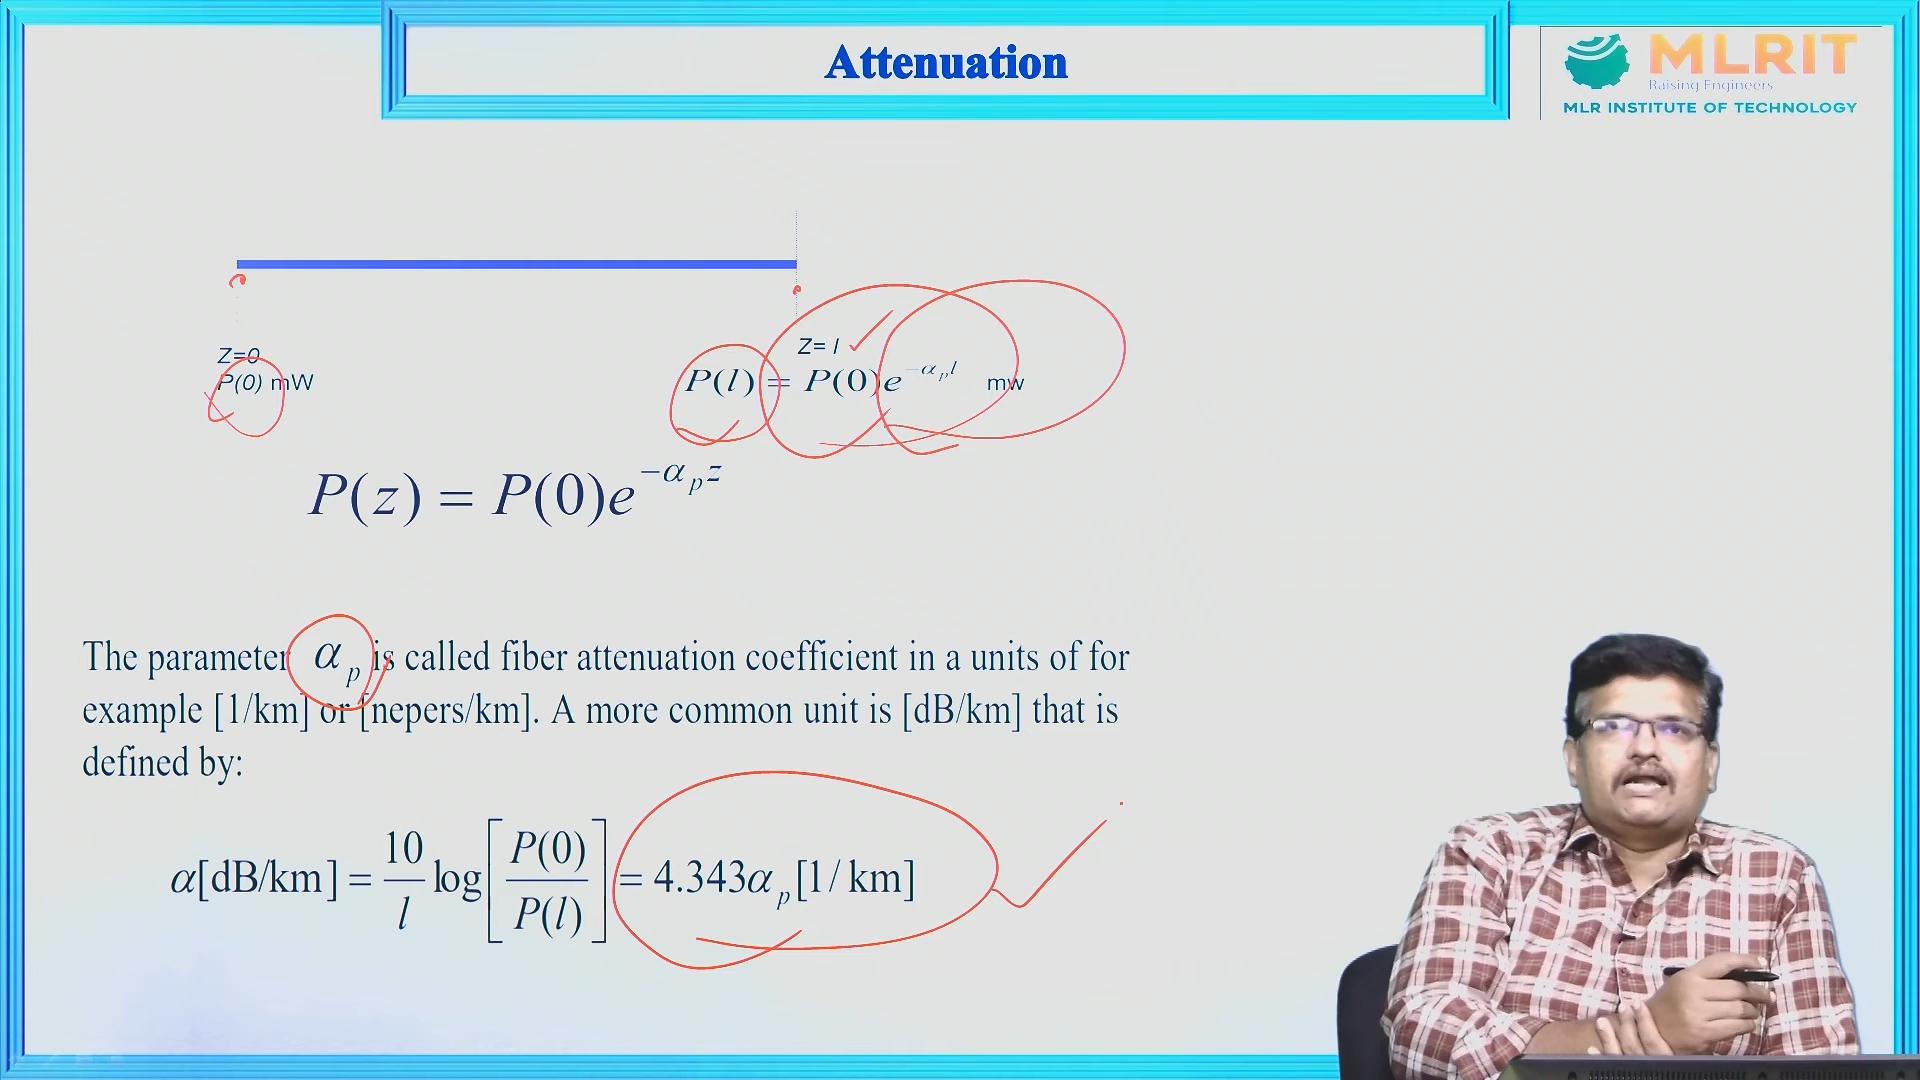 Attenuation
MLRIT
Raising Engineers
MLR INSTITUTE OF TECHNOLOGY
Z=0
P(0) mW
Z= l
P(l) = P(0)e^{-α_p l} mw
P(z) = P(0)e^{-α_p z}
The parameter α_p is called fiber attenuation coefficient in a units of for
example [1/km] or [nepers/km]. A more common unit is [dB/km] that is
defined by:
α[dB/km] = \frac{10}{l} log[\frac{P(0)}{P(l)}] = 4.343α_p [1/km]